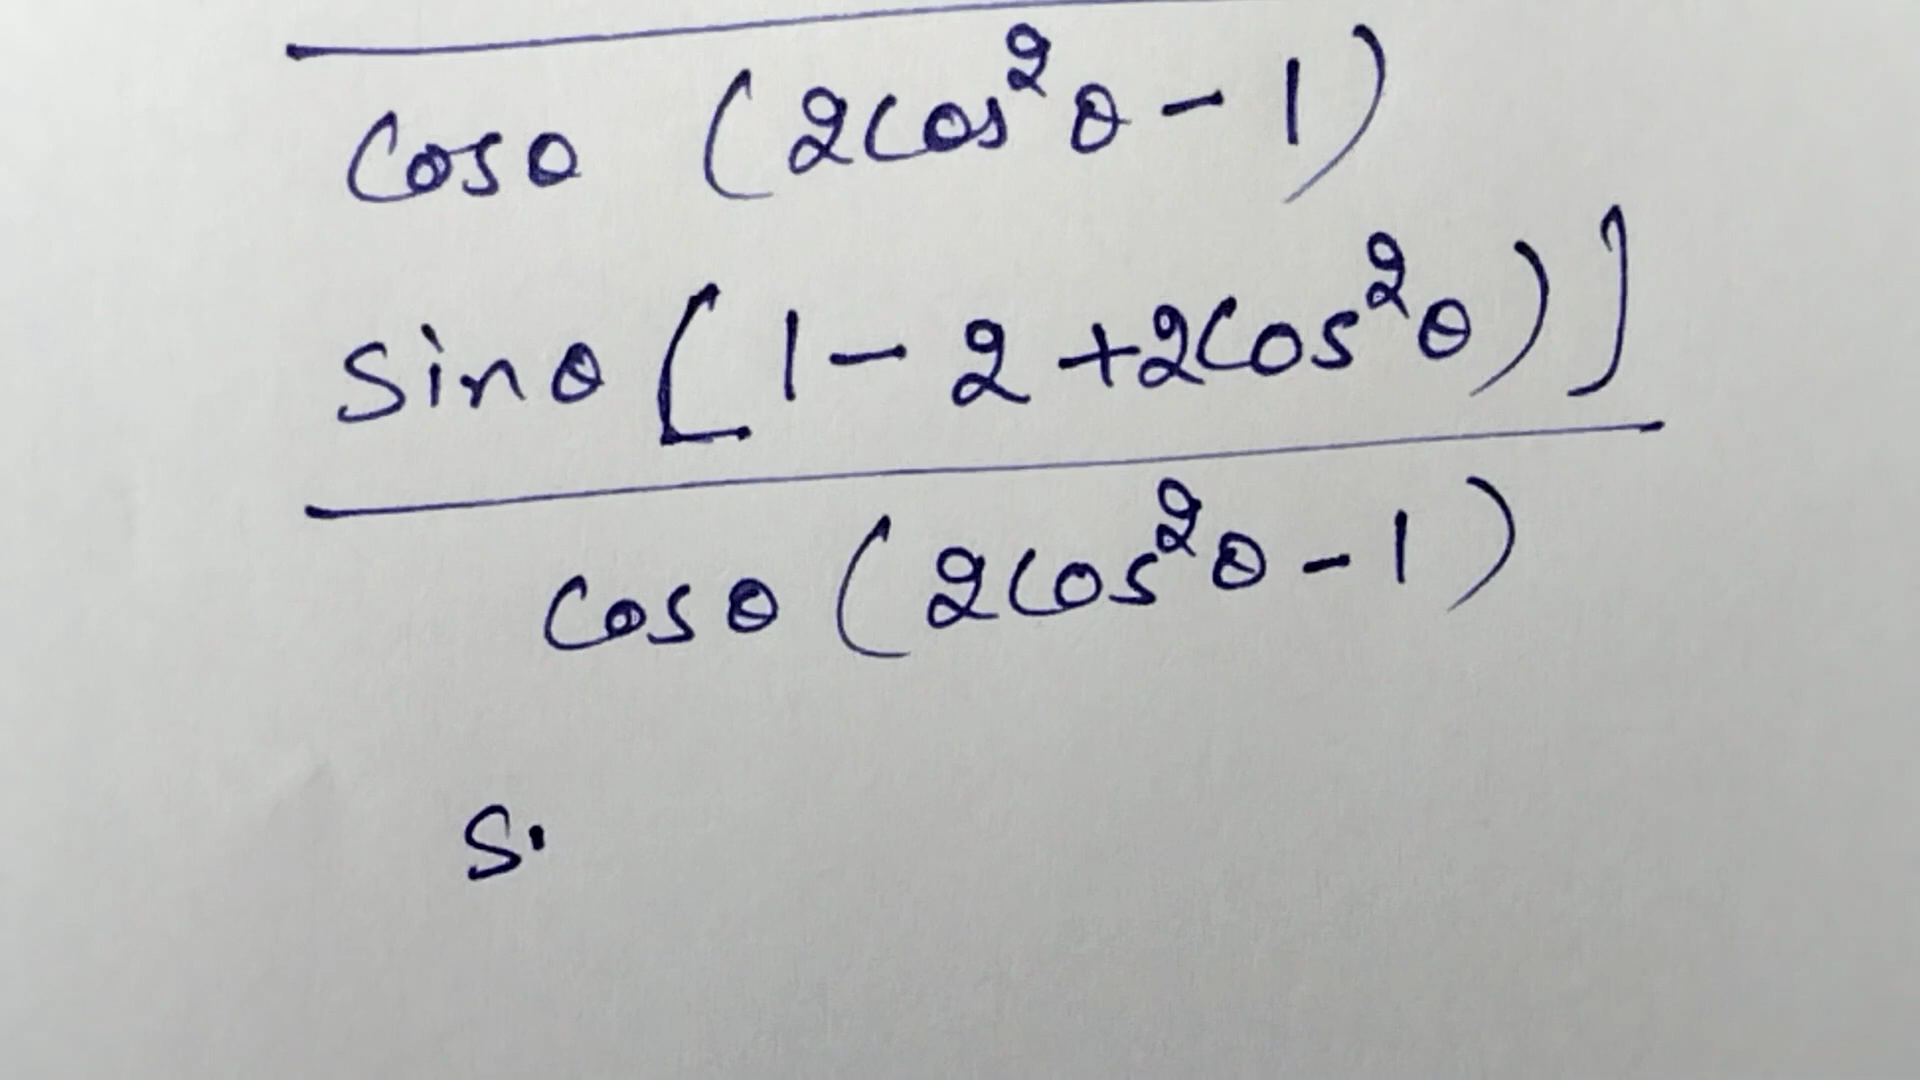 cosθ (2cos²θ - 1)
sinθ [1 - 2 + 2cos²θ)]
cosθ (2cos²θ - 1)
s.